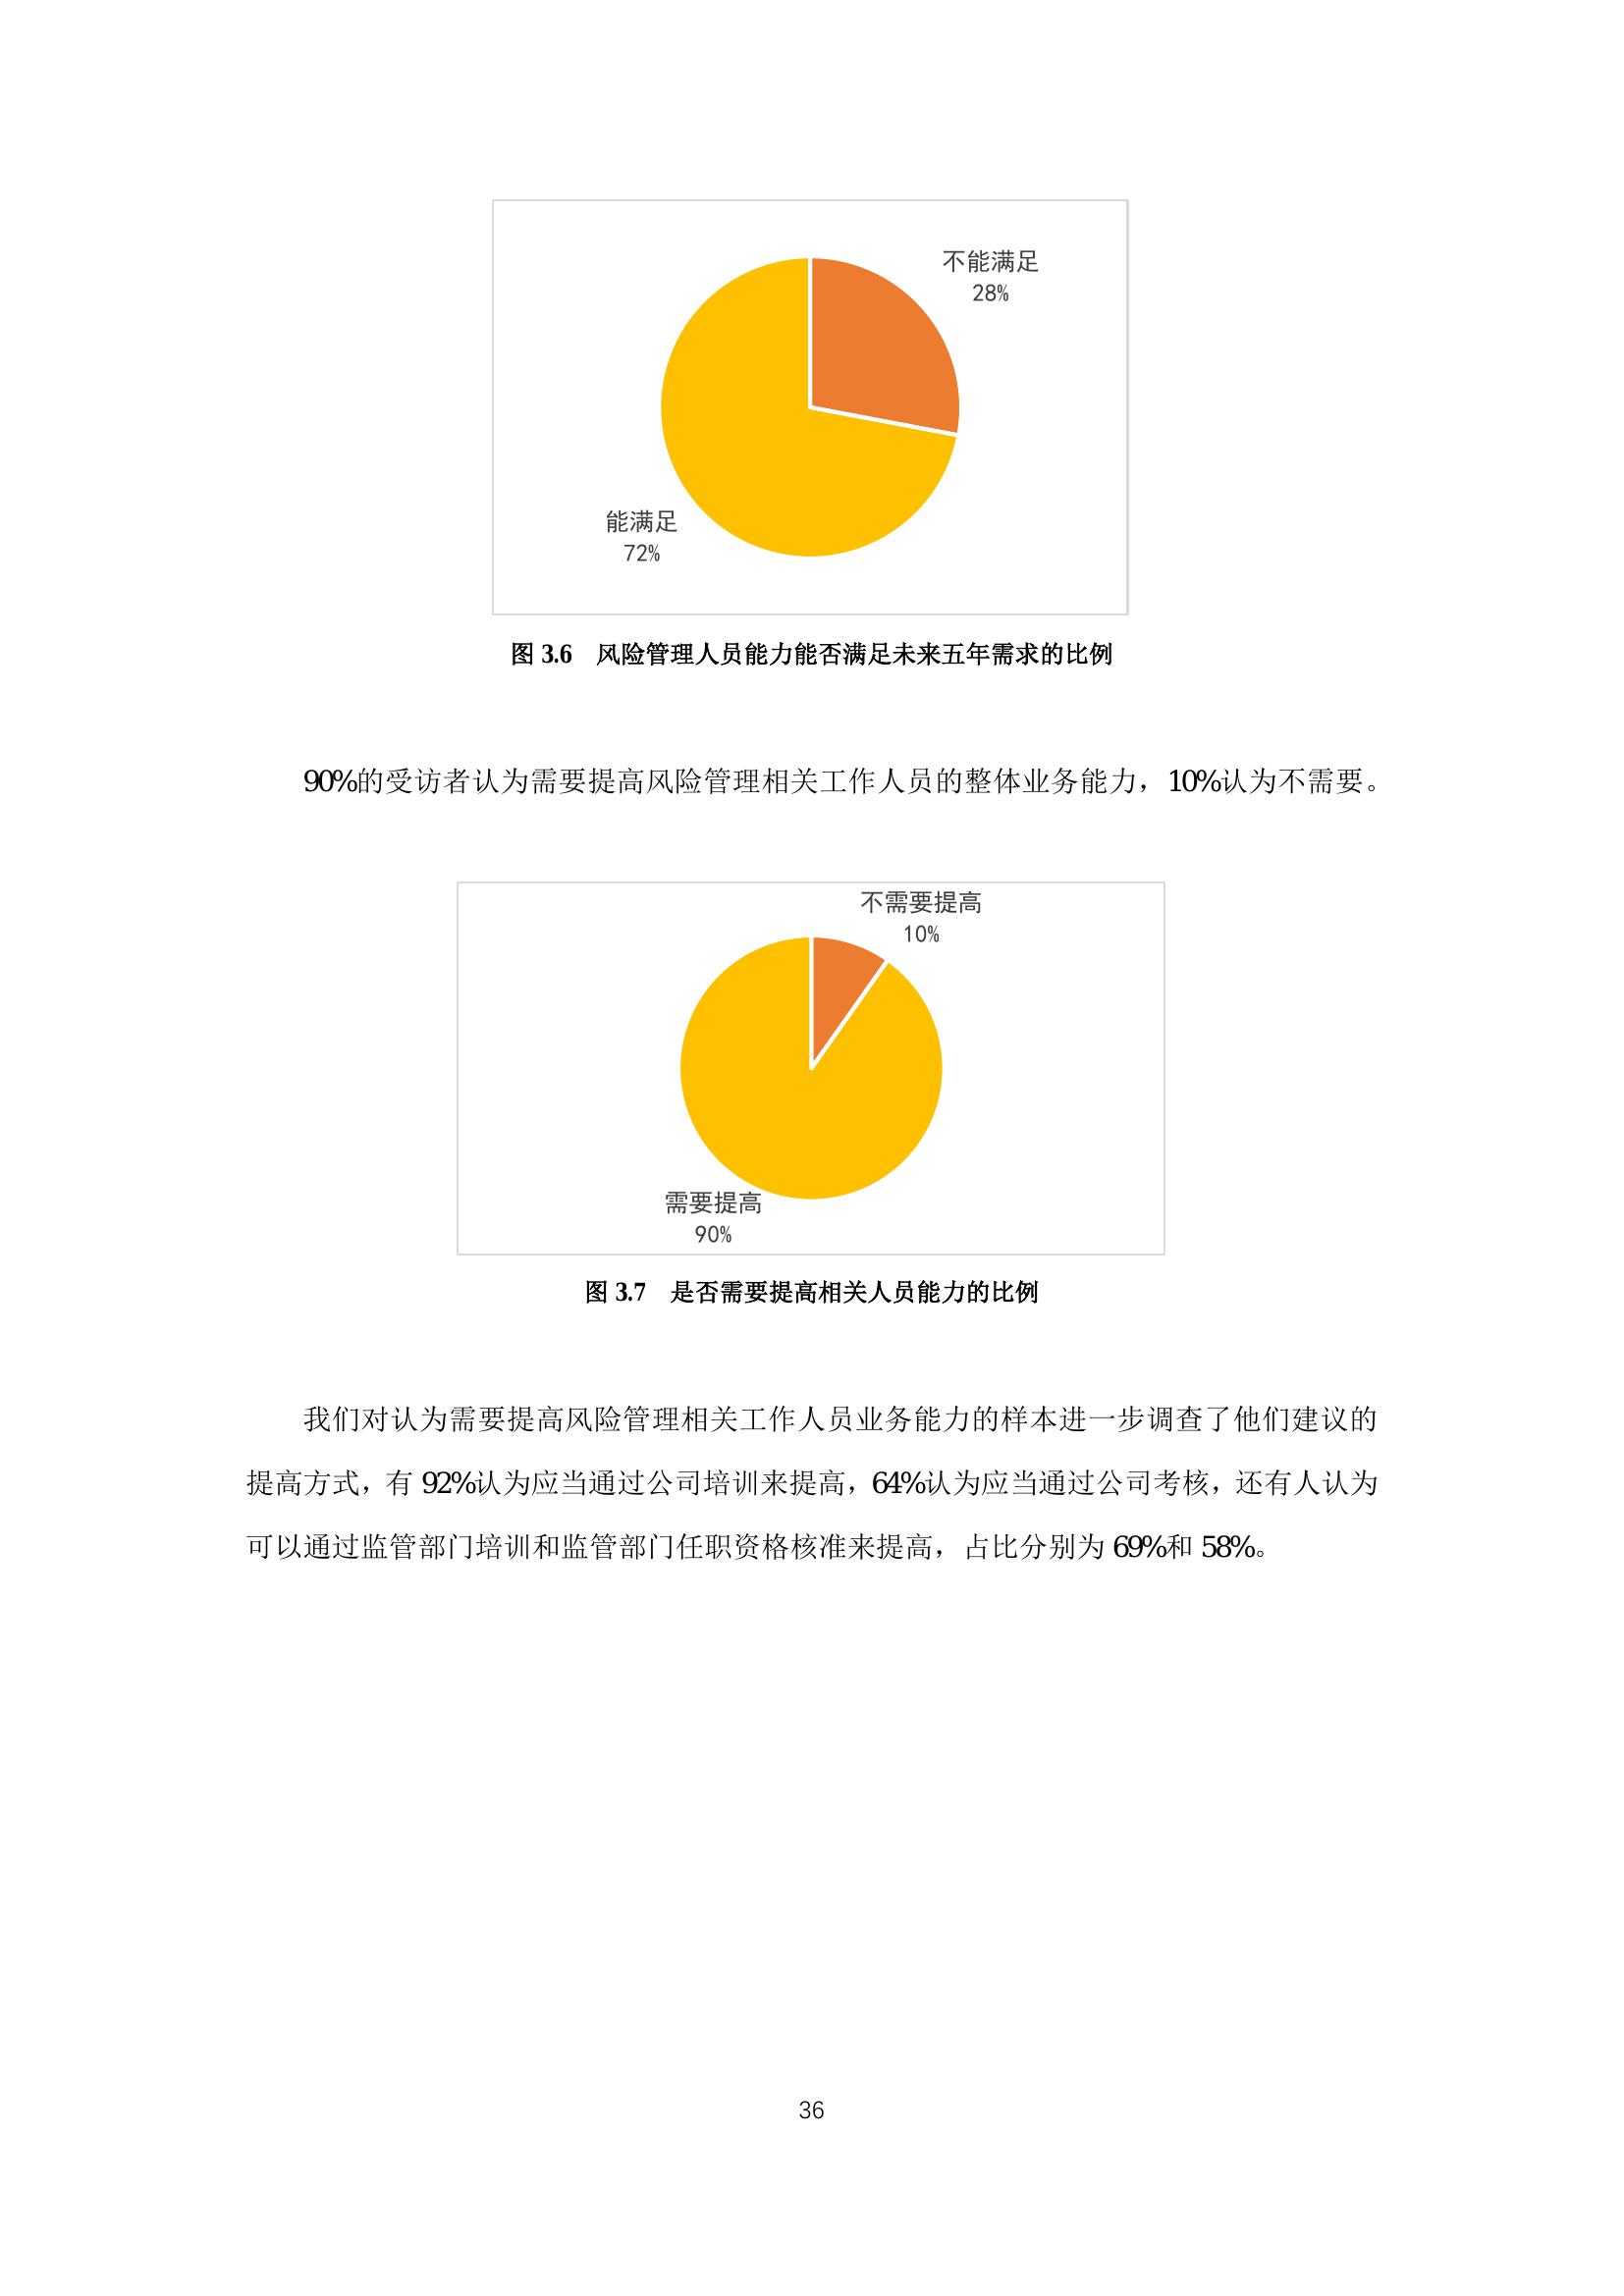 不能满足
28%
能满足
72%
图 3.6 风险管理人员能力能否满足未来五年需求的比例
90%的受访者认为需要提高风险管理相关工作人员的整体业务能力，10%认为不需要。
不需要提高
10%
需要提高
90%
图 3.7 是否需要提高相关人员能力的比例
我们对认为需要提高风险管理相关工作人员业务能力的样本进一步调查了他们建议的
提高方式，有 92%认为应当通过公司培训来提高，64%认为应当通过公司考核，还有人认为
可以通过监管部门培训和监管部门任职资格核准来提高，占比分别为 69%和 58%。
36